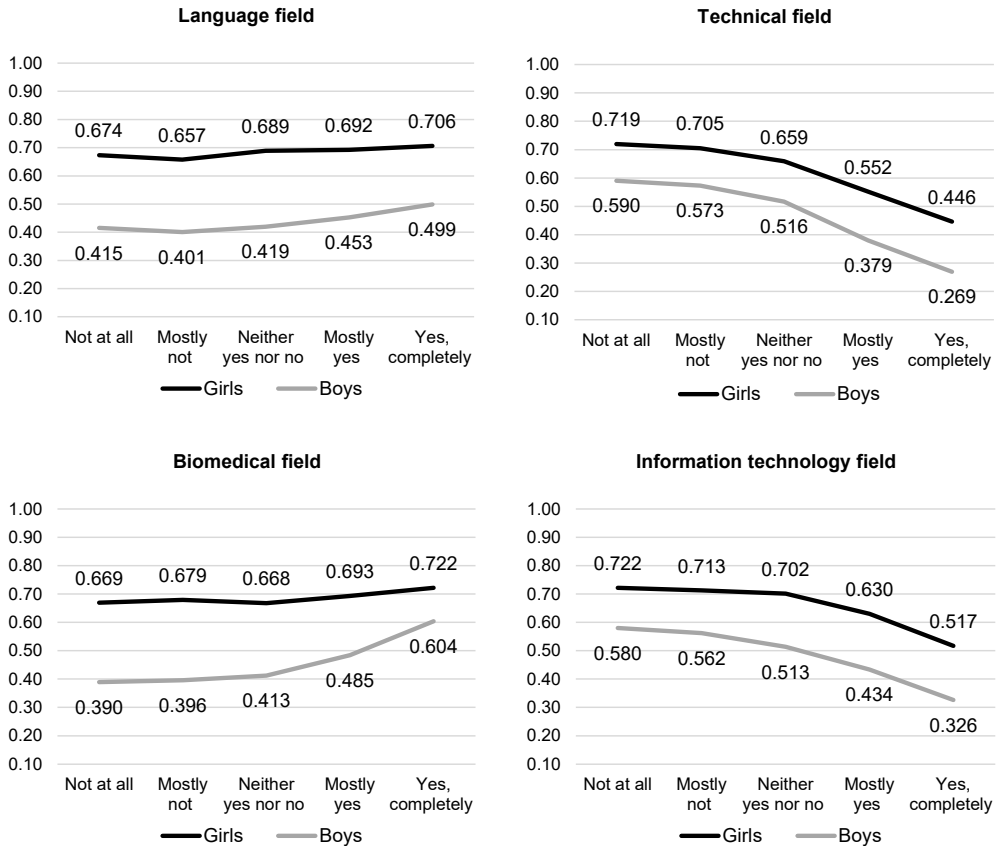 Language field
1.00
0.90
0.80
0.70
0.60
0.50
0.40
0.30
0.20
0.10
0.674 0.657 0.689 0.692 0.706
0.415 0.401 0.419 0.453 0.499
Not at all Mostly not Neither yes nor no Mostly yes Yes, completely
Girls Boys
Technical field
1.00
0.90
0.80
0.70
0.60
0.50
0.40
0.30
0.20
0.10
0.719 0.705 0.659 0.552 0.446
0.590 0.573 0.516 0.379 0.269
Not at all Mostly not Neither yes nor no Mostly yes Yes, completely
Girls Boys
Biomedical field
1.00
0.90
0.80
0.70
0.60
0.50
0.40
0.30
0.20
0.10
0.669 0.679 0.668 0.693 0.722
0.390 0.396 0.413 0.485 0.604
Not at all Mostly not Neither yes nor no Mostly yes Yes, completely
Girls Boys
Information technology field
1.00
0.90
0.80
0.70
0.60
0.50
0.40
0.30
0.20
0.10
0.722 0.713 0.702 0.630 0.517
0.580 0.562 0.513 0.434 0.326
Not at all Mostly not Neither yes nor no Mostly yes Yes, completely
Girls Boys